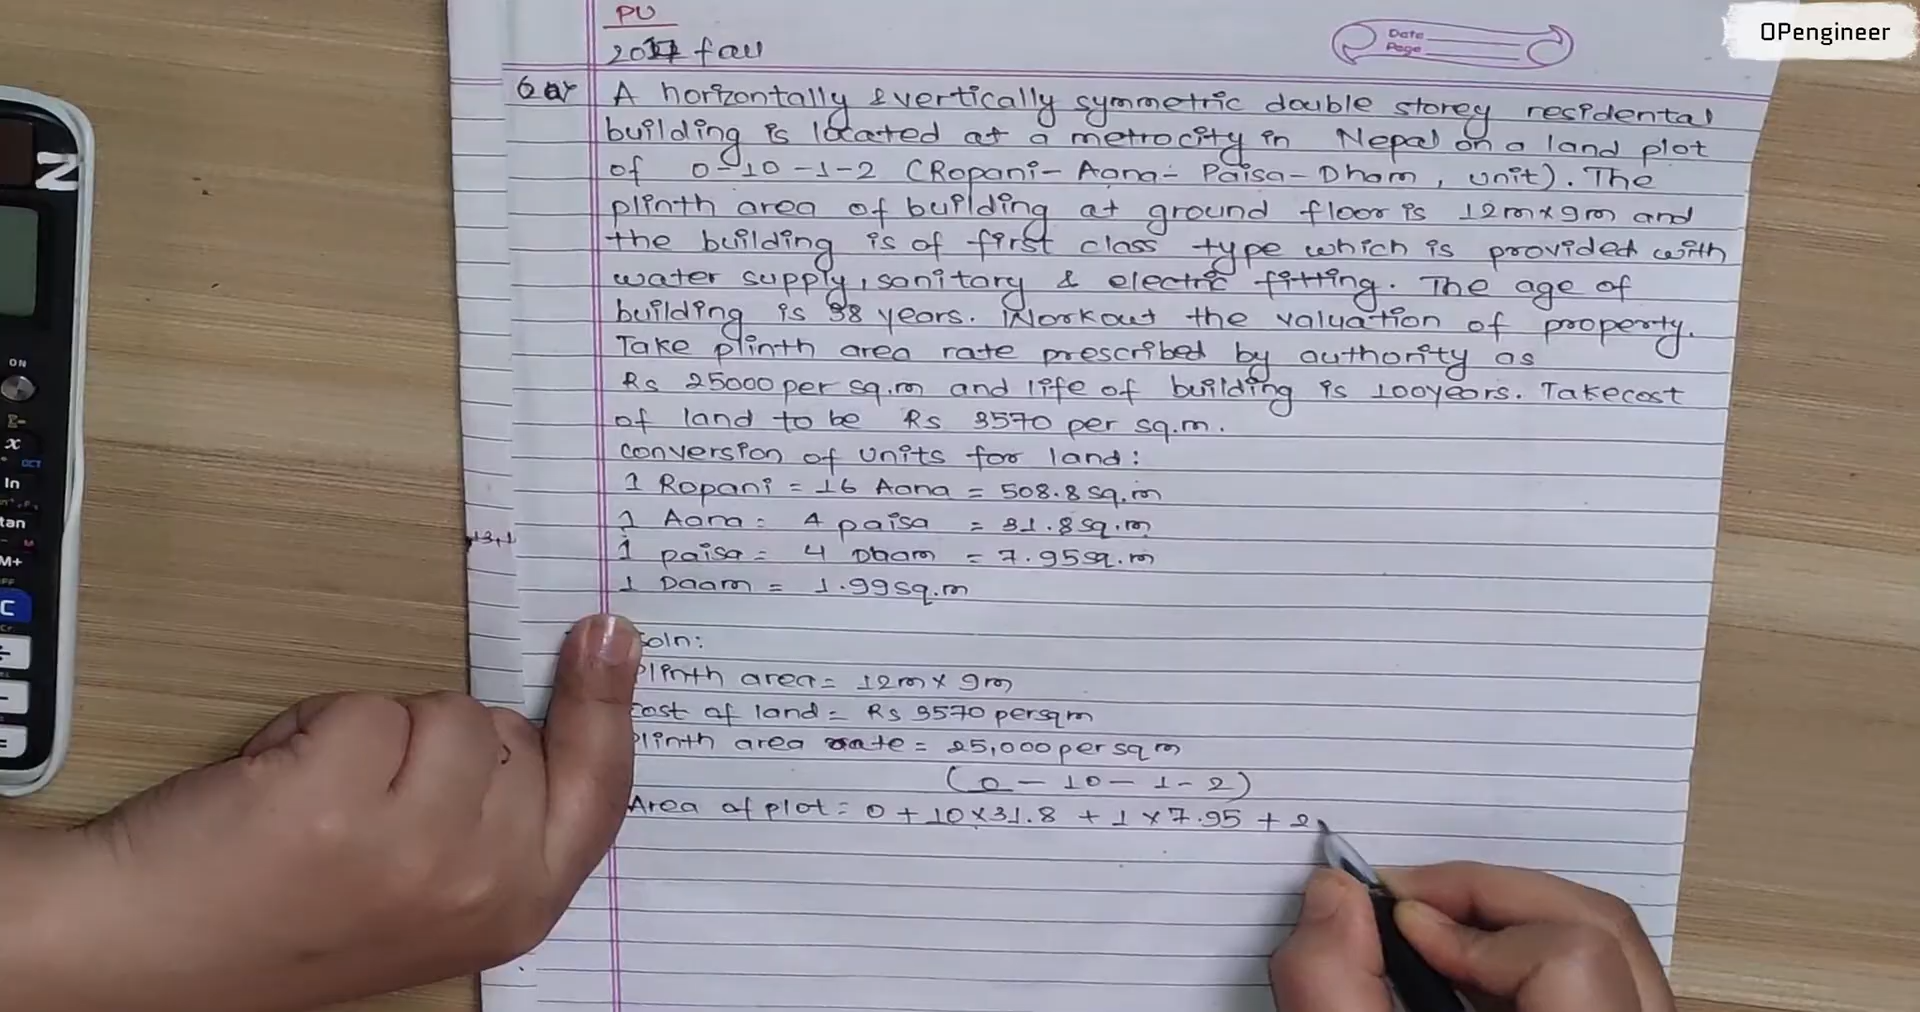 OPengineer
PU
2017 fall
Date
Page
6 a) A horizontally & vertically symmetric double storey residental
building is located at a metrocity in Nepal on a land plot
of 0-10-1-2 (Ropani-Aana-Paisa-Dham, unit). The
plinth area of building at ground floor is 12m×9m and
the building is of first class type which is provided with
water supply, sanitary & electric fitting. The age of
building is 38 years. Workout the valuation of property.
Take plinth area rate prescribed by authority as
Rs 25000 per sq.m and life of building is 100years. Take cost
of land to be Rs 3570 per sq.m.
conversion of units for land:
1 Ropani = 16 Aana = 508.8 sq.m
1 Aana = 4 paisa = 31.8 sq.m
1 paisa = 4 Daam = 7.95 sq.m
1 Daam = 1.99 sq.m
Soln:
Plinth area = 12m × 9m
Cost of land = Rs 3570 per sq m
Plinth area rate = 25,000 per sq m
(0 - 10 - 1 - 2)
Area of plot = 0 + 10×31.8 + 1×7.95 + 2
ON
x
In
tan
M+
C